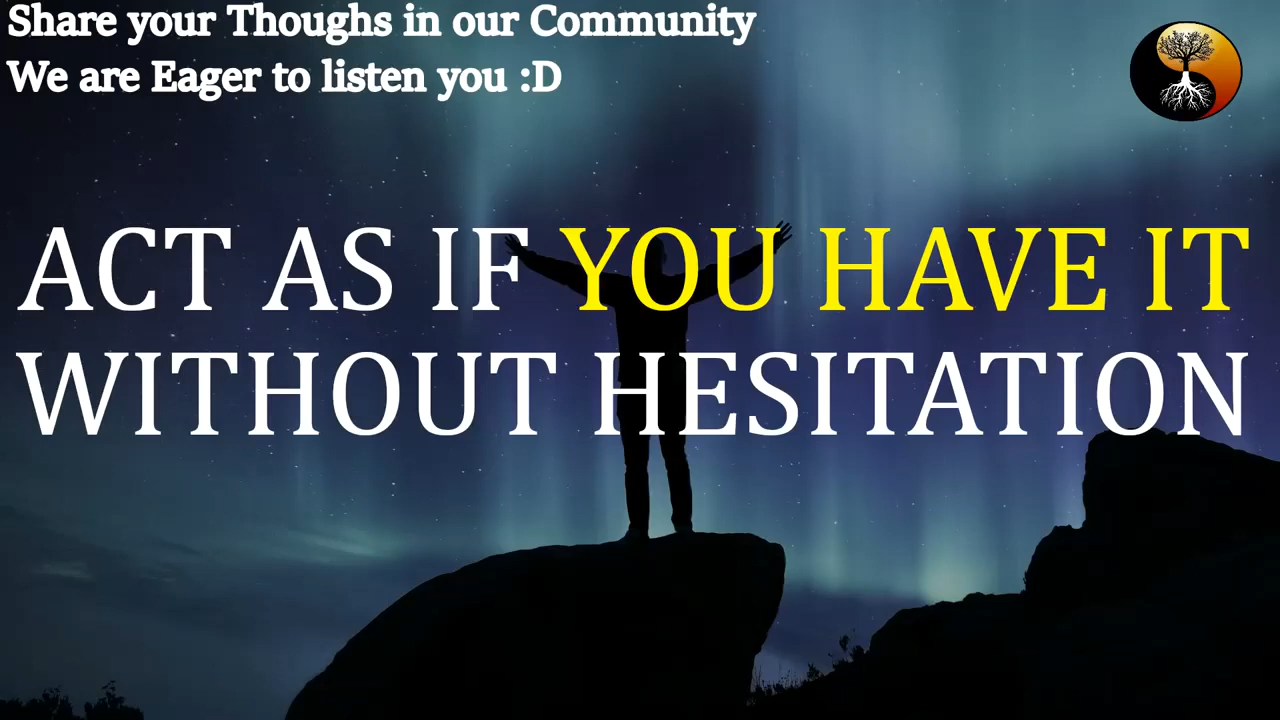 Share your Thoughs in our Community
We are Eager to listen you :D
ACT AS IF YOU HAVE IT
WITHOUT HESITATION